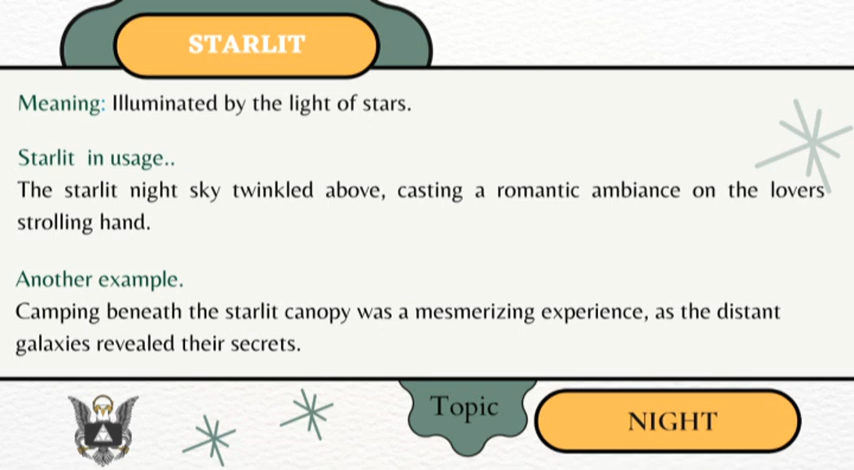 STARLIT
Meaning: Illuminated by the light of stars.
Starlit in usage..
The starlit night sky twinkled above, casting a romantic ambiance on the lovers
strolling hand.
Another example.
Camping beneath the starlit canopy was a mesmerizing experience, as the distant
galaxies revealed their secrets.
Topic
NIGHT